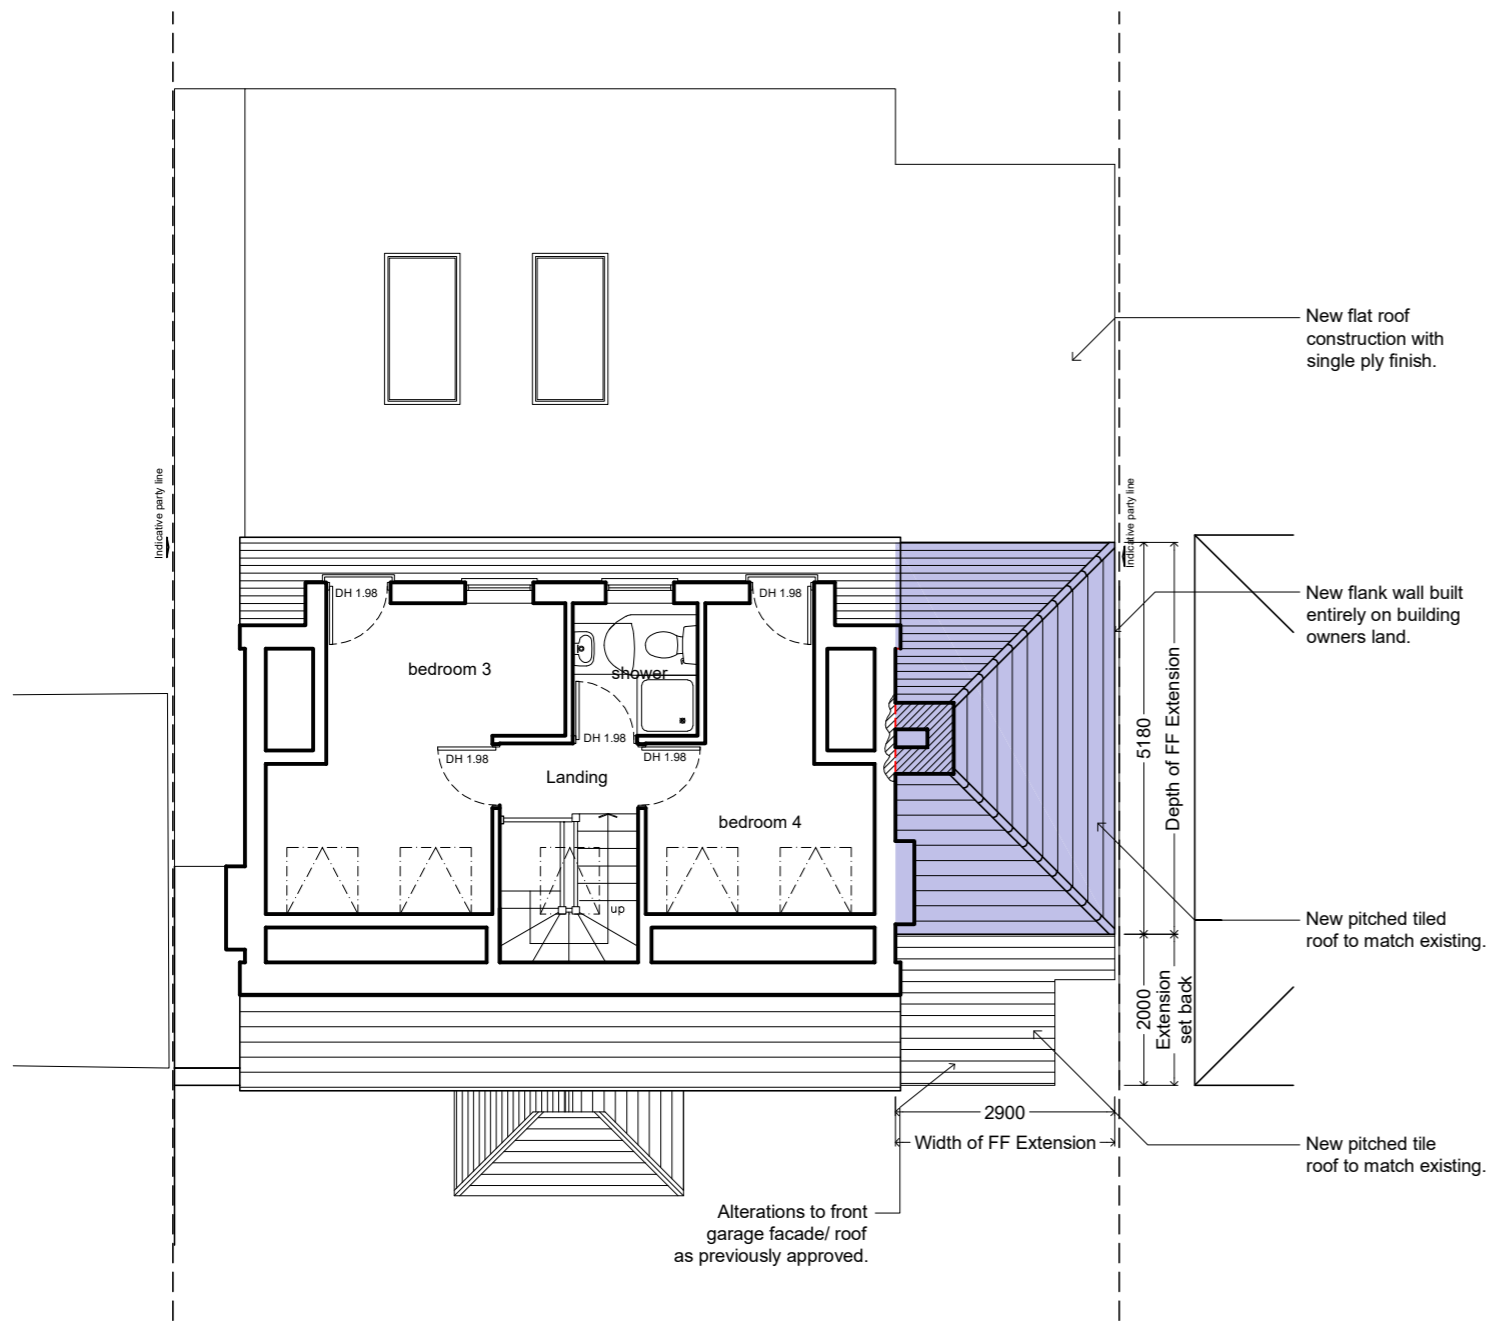 New flat roof
construction with
single ply finish.
Indicative party line
Indicative party line
DH 1.98
DH 1.98
New flank wall built
entirely on building
owners land.
bedroom 3
shower
DH 1.98
DH 1.98
DH 1.98
Landing
5180
Depth of FF Extension
bedroom 4
up
New pitched tiled
roof to match existing.
2000
Extension
set back
2900
Width of FF Extension
New pitched tile
roof to match existing.
Alterations to front
garage facade/ roof
as previously approved.